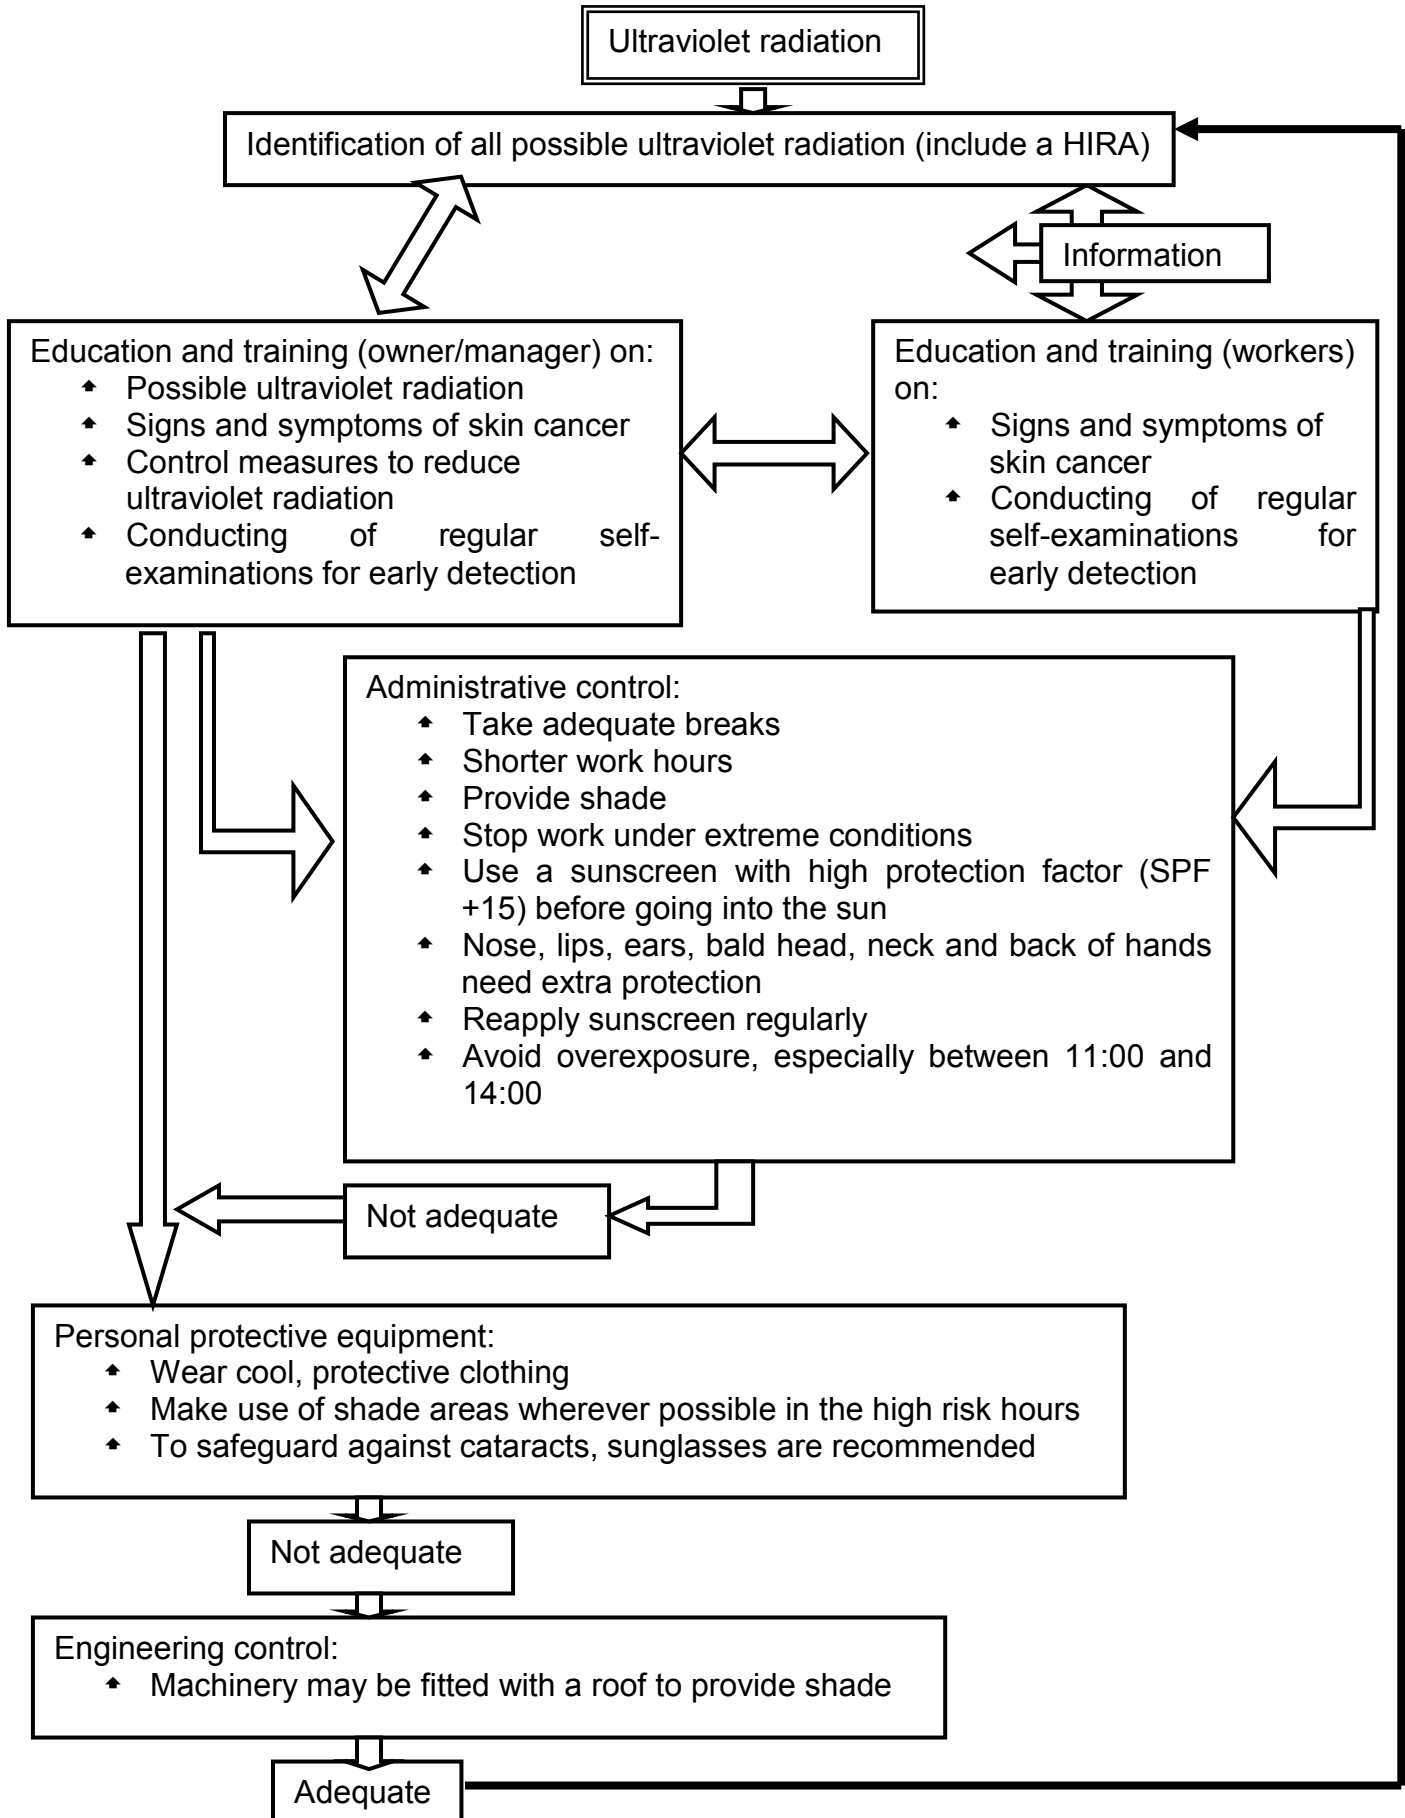 Ultraviolet radiation
Identification of all possible ultraviolet radiation (include a HIRA)
Information
Education and training (owner/manager) on:
Possible ultraviolet radiation
Signs and symptoms of skin cancer
Control measures to reduce
ultraviolet radiation
Conducting of regular self-
examinations for early detection
Education and training (workers)
on:
Signs and symptoms of
skin cancer
Conducting of regular
self-examinations for
early detection
Administrative control:
Take adequate breaks
Shorter work hours
Provide shade
Stop work under extreme conditions
Use a sunscreen with high protection factor (SPF
+15) before going into the sun
Nose, lips, ears, bald head, neck and back of hands
need extra protection
Reapply sunscreen regularly
Avoid overexposure, especially between 11:00 and
14:00
Not adequate
Personal protective equipment:
Wear cool, protective clothing
Make use of shade areas wherever possible in the high risk hours
To safeguard against cataracts, sunglasses are recommended
Not adequate
Engineering control:
Machinery may be fitted with a roof to provide shade
Adequate